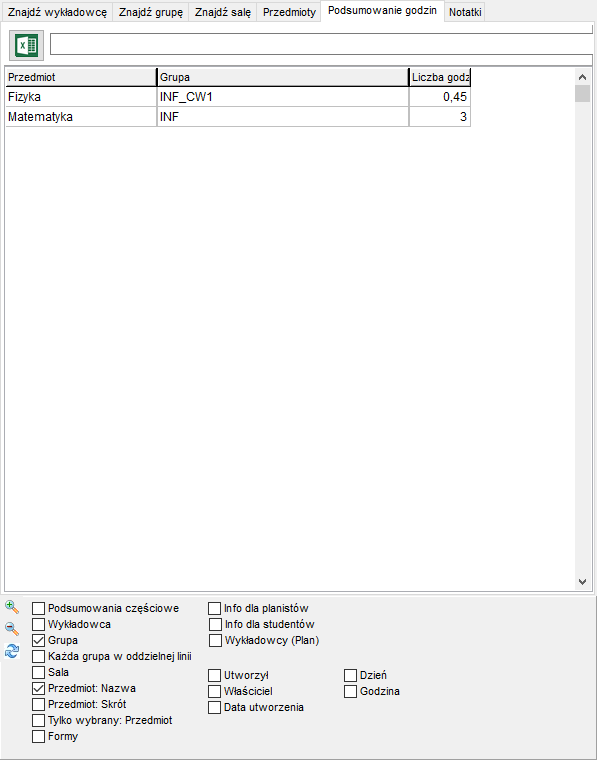 Znajdź wykładowcę Znajdź grupę Znajdź salę Przedmioty Podsumowanie godzin Notatki
Przedmiot Grupa Liczba godz
Fizyka INF_CW1 0,45
Matematyka INF 3
Podsumowania częściowe Info dla planistów
Wykładowca Info dla studentów
Grupa Wykładowcy (Plan)
Każda grupa w oddzielnej linii
Sala Utworzył Dzień
Przedmiot: Nazwa Właściciel Godzina
Przedmiot: Skrót Data utworzenia
Tylko wybrany: Przedmiot
Formy